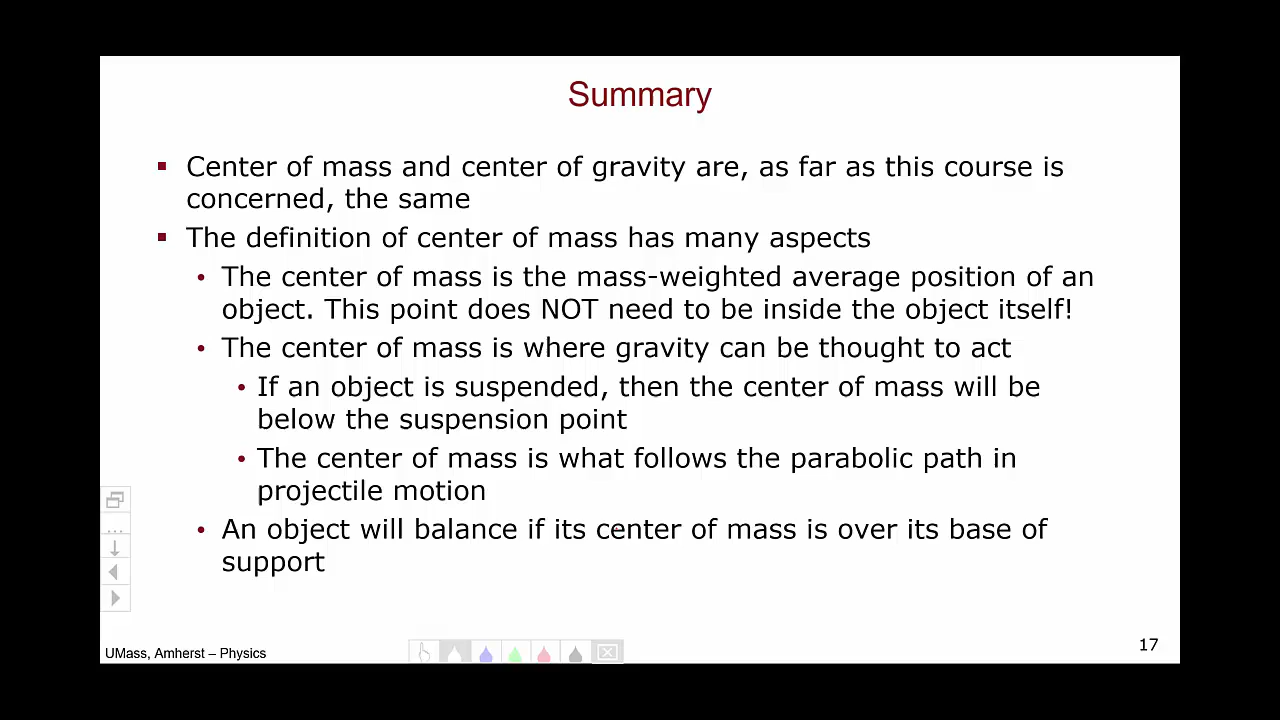 Summary
▪ Center of mass and center of gravity are, as far as this course is
concerned, the same
▪ The definition of center of mass has many aspects
• The center of mass is the mass-weighted average position of an
object. This point does NOT need to be inside the object itself!
• The center of mass is where gravity can be thought to act
• If an object is suspended, then the center of mass will be
below the suspension point
• The center of mass is what follows the parabolic path in
projectile motion
• An object will balance if its center of mass is over its base of
support
UMass, Amherst – Physics
17